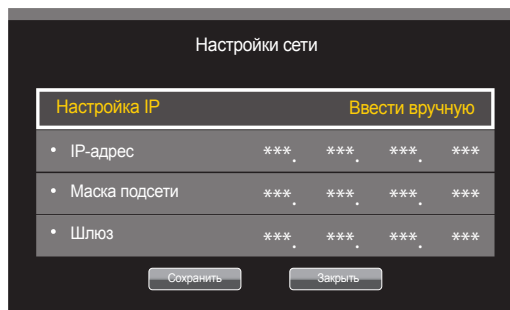 Настройки сети
Настройка IP Ввести вручную
• IP-адрес ***. ***. ***. ***
• Маска подсети ***. ***. ***. ***
• Шлюз ***. ***. ***. ***
Сохранить Закрыть